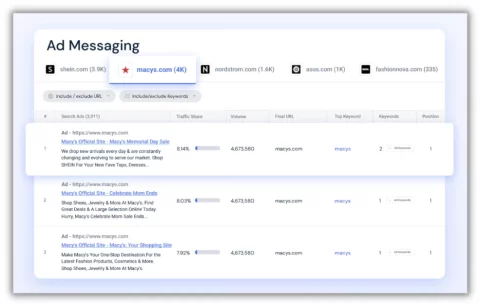 Ad Messaging
S shein.com (3.9K) macys.com (4K) N nordstrom.com (1.6K) asos.com (1K) fashionnova.com (335)
Include / exclude URL Include/exclude Keywords
# Search Ads (3,911) Traffic Share Volume Final URL Top Keyword Keywords Position
Ad - https://www.macys.com
1 Macy's Official Site - Macy's Memorial Day Sale 8.14% 4,673,580 macys.com macys 2 1
We drop new arrivals every day & are constantly
changing and evolving to serve our market. Shop
SHEIN For Your New Fave Tops, Dresses...
Ad - https://www.macys.com
2 Macy's Official Site - Celebrate Mom Ends 8.03% 4,673,580 macys.com macys 1 1
Shop Shoes, Jewelry & More At Macy's. Find
Great Deals & A Large Selection Online Today
Hurry, Macy's Celebrate Mom Sale Ends...
Ad - https://www.macys.com
3 Macy's Official Site - Macy's: Your Shopping Site 7.92% 4,673,580 macys.com macys 1 1
Make Macy's Your One-Stop Destination For the
Latest Fashion Products, Cosmetics & More
Shop Shoes, Jewelry & More At Macy's.